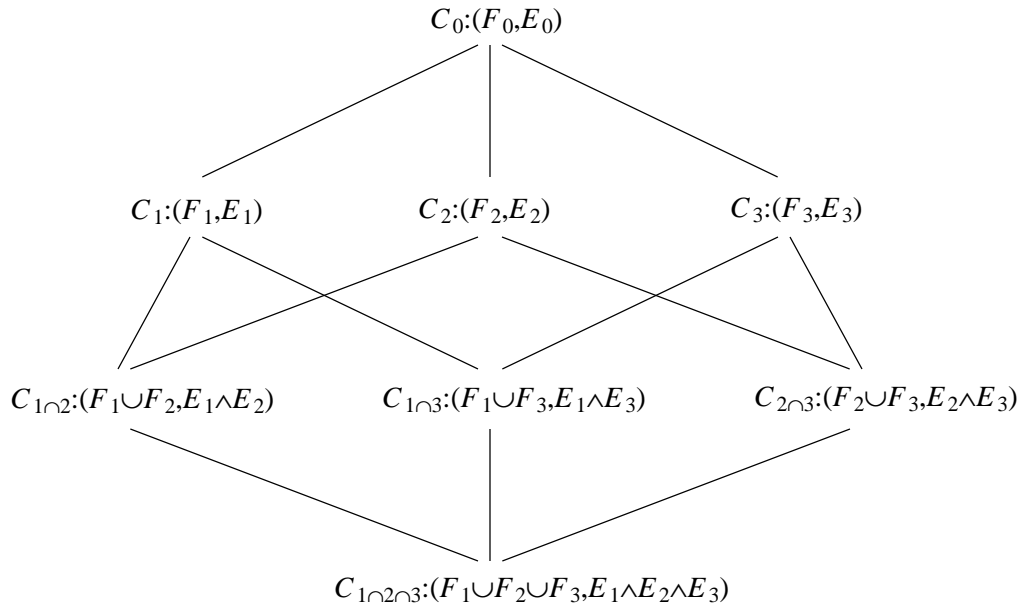 C₀:(F₀,E₀)
C₁:(F₁,E₁) C₂:(F₂,E₂) C₃:(F₃,E₃)
C₁∩₂:(F₁∪F₂,E₁∧E₂) C₁∩₃:(F₁∪F₃,E₁∧E₃) C₂∩₃:(F₂∪F₃,E₂∧E₃)
C₁∩₂∩₃:(F₁∪F₂∪F₃,E₁∧E₂∧E₃)